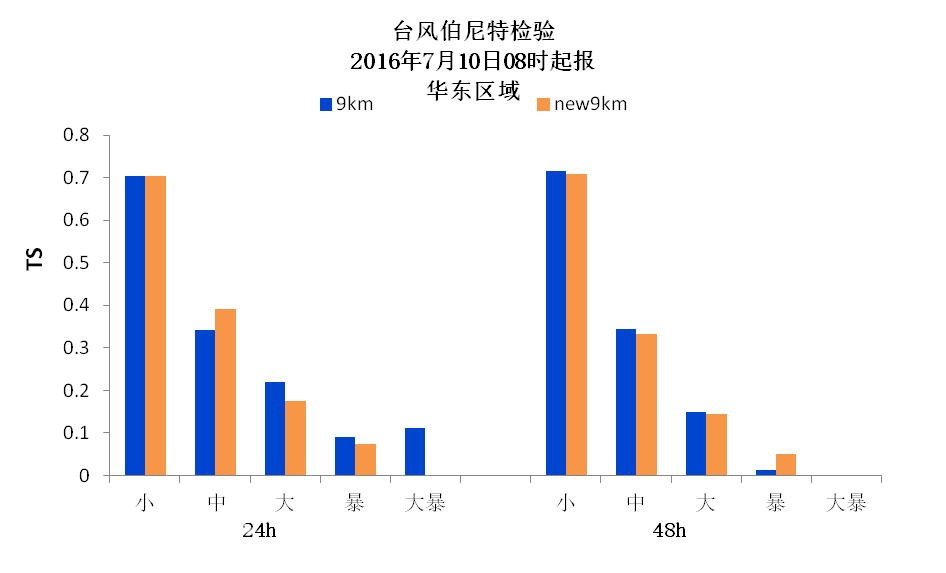 台风伯尼特检验
2016年7月10日08时起报
华东区域
9km new9km
0.8
0.7
0.6
0.5
0.4
0.3
0.2
0.1
0
TS
小 中 大 暴 大暴 小 中 大 暴 大暴
24h 48h